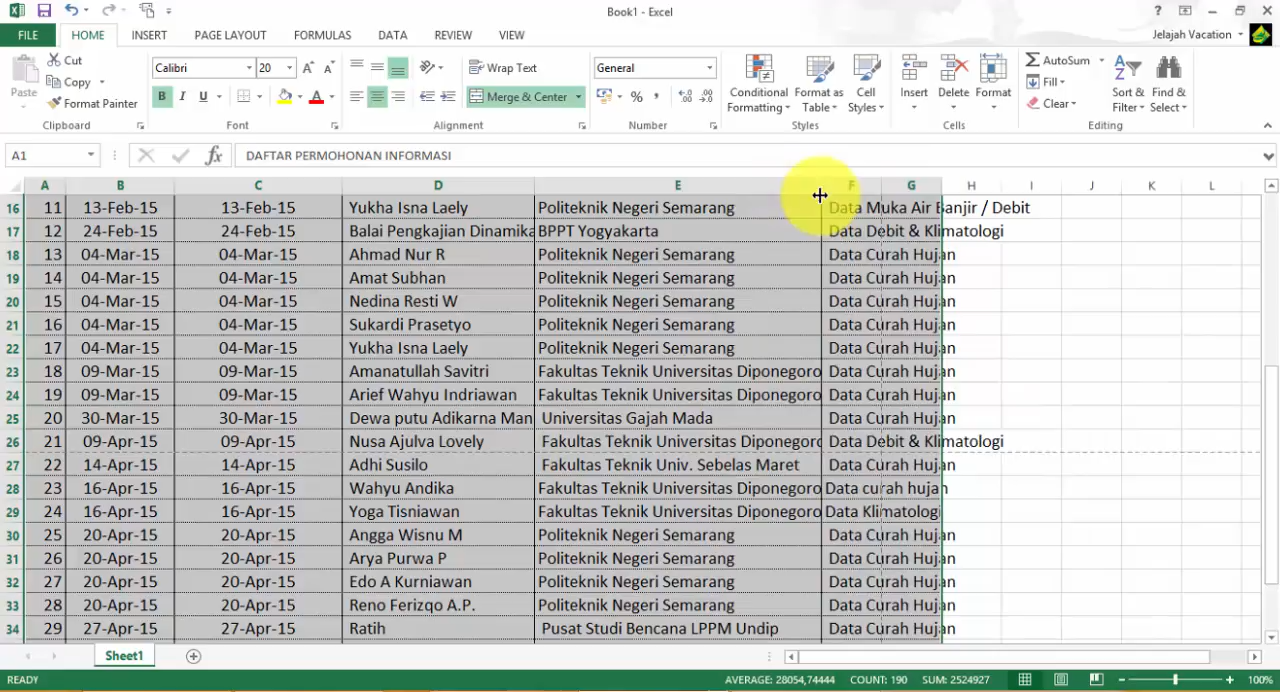 Book1 - Excel
FILE HOME INSERT PAGE LAYOUT FORMULAS DATA REVIEW VIEW Jelajah Vacation
Paste Cut Copy Format Painter Clipboard
Calibri 20 B I U A Font
Wrap Text Merge & Center Alignment
General % Number
Conditional Formatting Format as Table Cell Styles Styles
Insert Delete Format Cells
AutoSum Fill Clear Sort & Filter Find & Select Editing
A1 fx DAFTAR PERMOHONAN INFORMASI
A B C D E F G H I J K L
16 11 13-Feb-15 13-Feb-15 Yukha Isna Laely Politeknik Negeri Semarang Data Muka Air Banjir / Debit
17 12 24-Feb-15 24-Feb-15 Balai Pengkajian Dinamika BPPT Yogyakarta Data Debit & Klimatologi
18 13 04-Mar-15 04-Mar-15 Ahmad Nur R Politeknik Negeri Semarang Data Curah Hujan
19 14 04-Mar-15 04-Mar-15 Amat Subhan Politeknik Negeri Semarang Data Curah Hujan
20 15 04-Mar-15 04-Mar-15 Nedina Resti W Politeknik Negeri Semarang Data Curah Hujan
21 16 04-Mar-15 04-Mar-15 Sukardi Prasetyo Politeknik Negeri Semarang Data Curah Hujan
22 17 04-Mar-15 04-Mar-15 Yukha Isna Laely Politeknik Negeri Semarang Data Curah Hujan
23 18 09-Mar-15 09-Mar-15 Amanatullah Savitri Fakultas Teknik Universitas Diponegoro Data Curah Hujan
24 19 09-Mar-15 09-Mar-15 Arief Wahyu Indriawan Fakultas Teknik Universitas Diponegoro Data Curah Hujan
25 20 30-Mar-15 30-Mar-15 Dewa putu Adikarna Man Universitas Gajah Mada Data Curah Hujan
26 21 09-Apr-15 09-Apr-15 Nusa Ajulva Lovely Fakultas Teknik Universitas Diponegoro Data Debit & Klimatologi
27 22 14-Apr-15 14-Apr-15 Adhi Susilo Fakultas Teknik Univ. Sebelas Maret Data Curah Hujan
28 23 16-Apr-15 16-Apr-15 Wahyu Andika Fakultas Teknik Universitas Diponegoro Data curah hujan
29 24 16-Apr-15 16-Apr-15 Yoga Tisniawan Fakultas Teknik Universitas Diponegoro Data Klimatologi
30 25 20-Apr-15 20-Apr-15 Angga Wisnu M Politeknik Negeri Semarang Data Curah Hujan
31 26 20-Apr-15 20-Apr-15 Arya Purwa P Politeknik Negeri Semarang Data Curah Hujan
32 27 20-Apr-15 20-Apr-15 Edo A Kurniawan Politeknik Negeri Semarang Data Curah Hujan
33 28 20-Apr-15 20-Apr-15 Reno Ferizqo A.P. Politeknik Negeri Semarang Data Curah Hujan
34 29 27-Apr-15 27-Apr-15 Ratih Pusat Studi Bencana LPPM Undip Data Curah Hujan
Sheet1
READY AVERAGE: 28054,74444 COUNT: 190 SUM: 2524927 100%